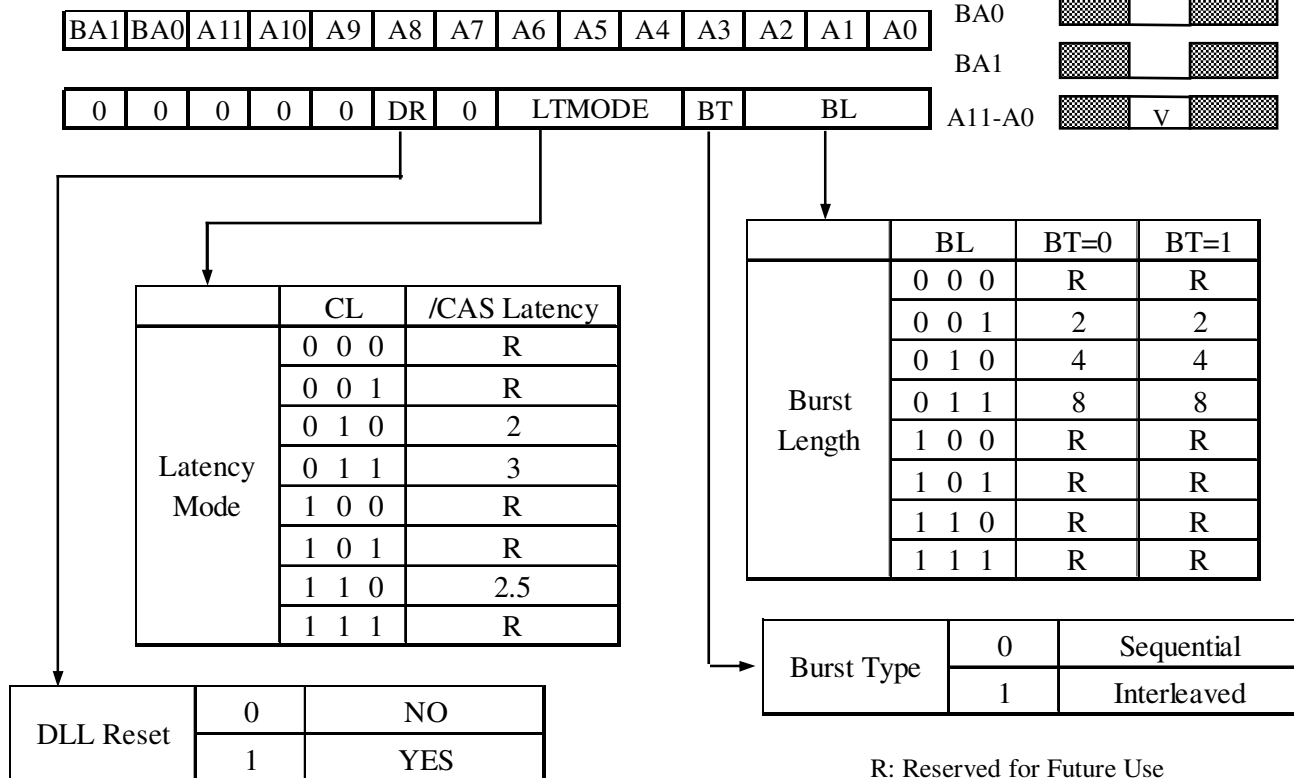 BA1 BA0 A11 A10 A9 A8 A7 A6 A5 A4 A3 A2 A1 A0
0 0 0 0 0 DR 0 LTMODE BT BL
BA0
BA1
A11-A0 V
CL /CAS Latency
Latency Mode
0 0 0 R
0 0 1 R
0 1 0 2
0 1 1 3
1 0 0 R
1 0 1 R
1 1 0 2.5
1 1 1 R
BL BT=0 BT=1
Burst Length
0 0 0 R R
0 0 1 2 2
0 1 0 4 4
0 1 1 8 8
1 0 0 R R
1 0 1 R R
1 1 0 R R
1 1 1 R R
Burst Type
0 Sequential
1 Interleaved
DLL Reset
0 NO
1 YES
R: Reserved for Future Use